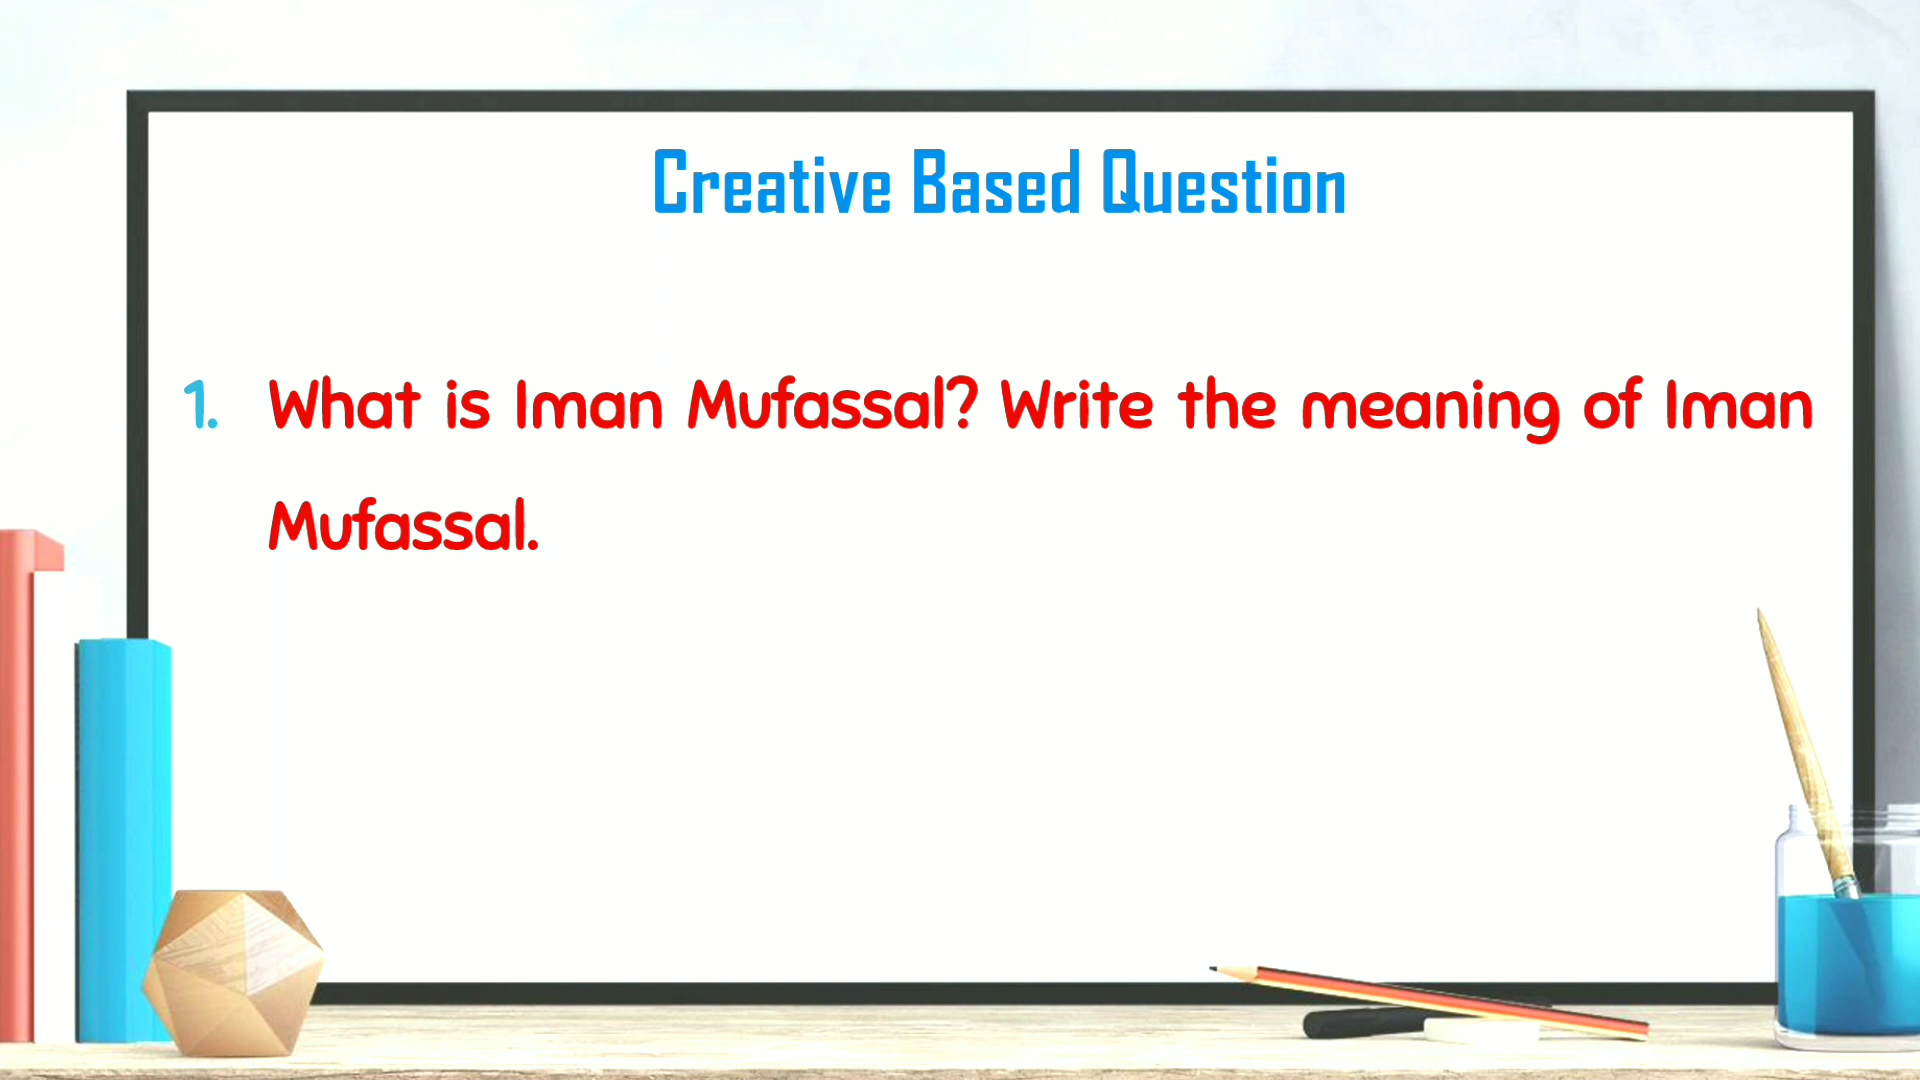 Creative Based Question
1. What is Iman Mufassal? Write the meaning of Iman
Mufassal.